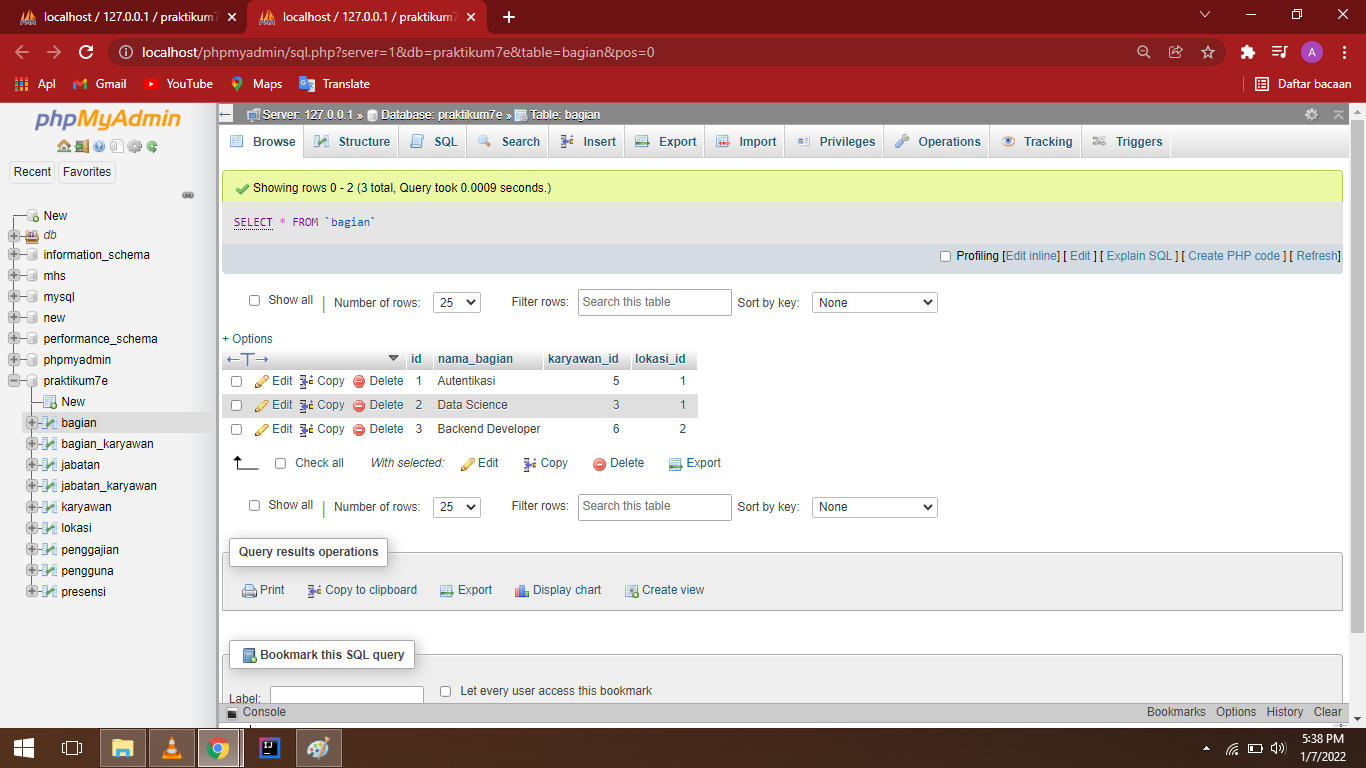 localhost / 127.0.0.1 / praktikum7
localhost / 127.0.0.1 / praktikum7
localhost/phpmyadmin/sql.php?server=1&db=praktikum7e&table=bagian&pos=0
A
Apl
Gmail
YouTube
Maps
Translate
Daftar bacaan
phpMyAdmin
Recent
Favorites
New
db
information_schema
mhs
mysql
new
performance_schema
phpmyadmin
praktikum7e
New
bagian
bagian_karyawan
jabatan
jabatan_karyawan
karyawan
lokasi
penggajian
pengguna
presensi
Server: 127.0.0.1 » Database: praktikum7e » Table: bagian
Browse Structure SQL Search Insert Export Import Privileges Operations Tracking Triggers
Showing rows 0 - 2 (3 total, Query took 0.0009 seconds.)
SELECT * FROM `bagian`
Profiling [Edit inline] [ Edit ] [ Explain SQL ] [ Create PHP code ] [ Refresh]
Show all | Number of rows: 25 Filter rows: Search this table Sort by key: None
+ Options
←T→ id nama_bagian karyawan_id lokasi_id
Edit Copy Delete 1 Autentikasi 5 1
Edit Copy Delete 2 Data Science 3 1
Edit Copy Delete 3 Backend Developer 6 2
Check all With selected: Edit Copy Delete Export
Show all | Number of rows: 25 Filter rows: Search this table Sort by key: None
Query results operations
Print Copy to clipboard Export Display chart Create view
Bookmark this SQL query
Label: Let every user access this bookmark
Console Bookmarks Options History Clear
5:38 PM
1/7/2022